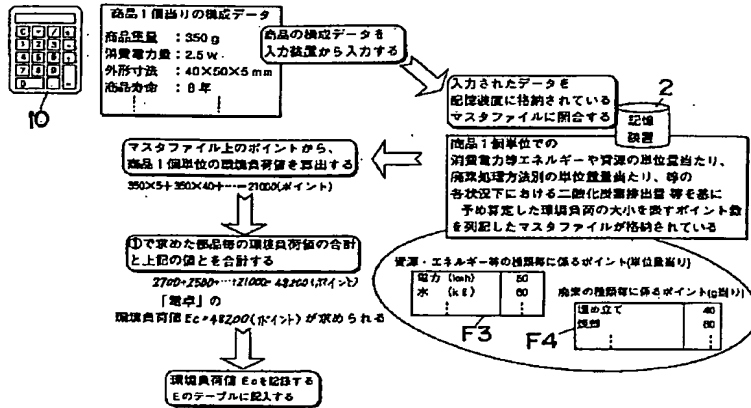 商品1個当りの構成データ
商品重量 : 350g
消費電力量 : 2.5w
外形寸法 : 40×50×5mm
商品寿命 : 8年
10
商品の構成データを
入力装置から入力する
入力されたデータを
記憶装置に格納されている
マスタファイルに照合する
2
記憶
装置
商品1個単位での
消費電力等エネルギーや資源の単位量当たり、
廃棄処理方法別の単位重量当たり、等の
各状況下における二酸化炭素排出量等を基に
予め算定した環境負荷の大小を表すポイント数
を列記したマスタファイルが格納されている
マスタファイル上のポイントから、
商品1個単位の環境負荷値を算出する
350×5+350×40+…=21000(ポイント)
①で求めた部品毎の環境負荷値の合計
と上記の値とを合計する
2700+2500+…+21000=48200(ポイント)
「電卓」の
環境負荷値Ec=48200(ポイント)が求められる
環境負荷値Ecを記録する
Eのテーブルに記入する
資源・エネルギー等の種類毎に係るポイント(単位量当り)
電力 (kwh) 50
水 (kℓ) 60
F3
廃棄の種類毎に係るポイント(g当り)
埋め立て 40
焼却 80
F4